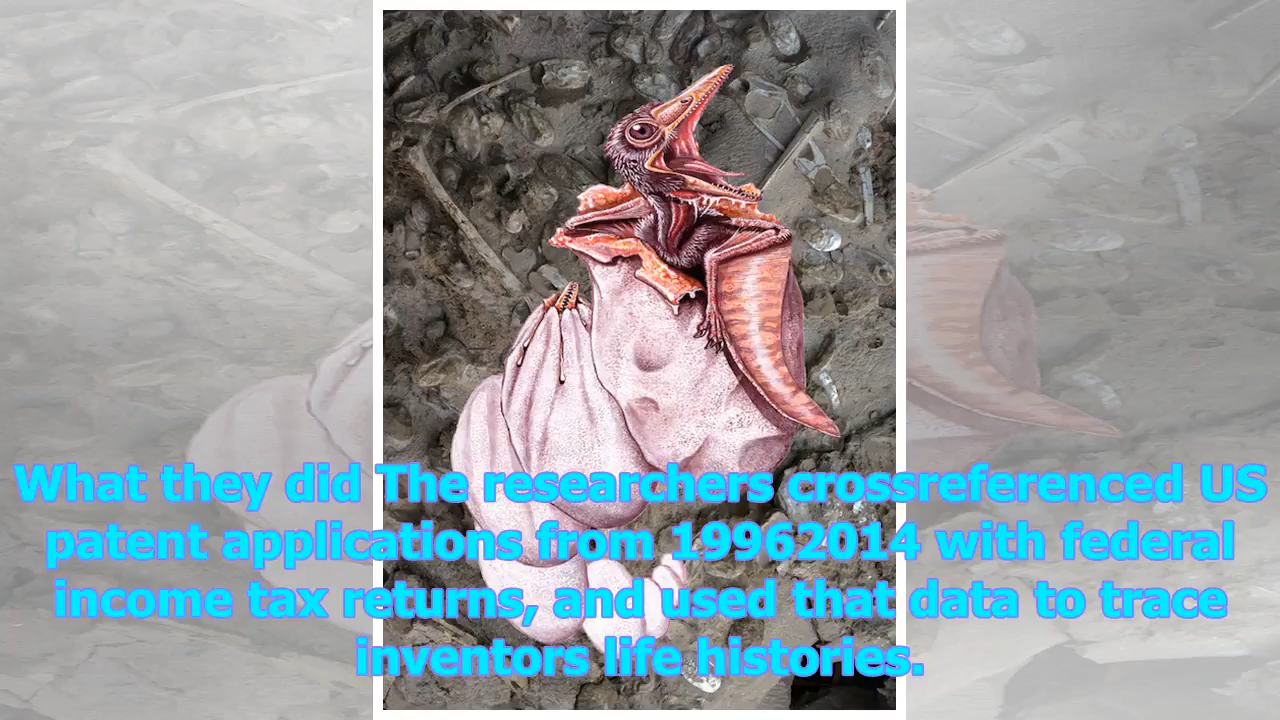 What they did The researchers crossreferenced US
patent applications from 19962014 with federal
income tax returns, and used that data to trace
inventors life histories.